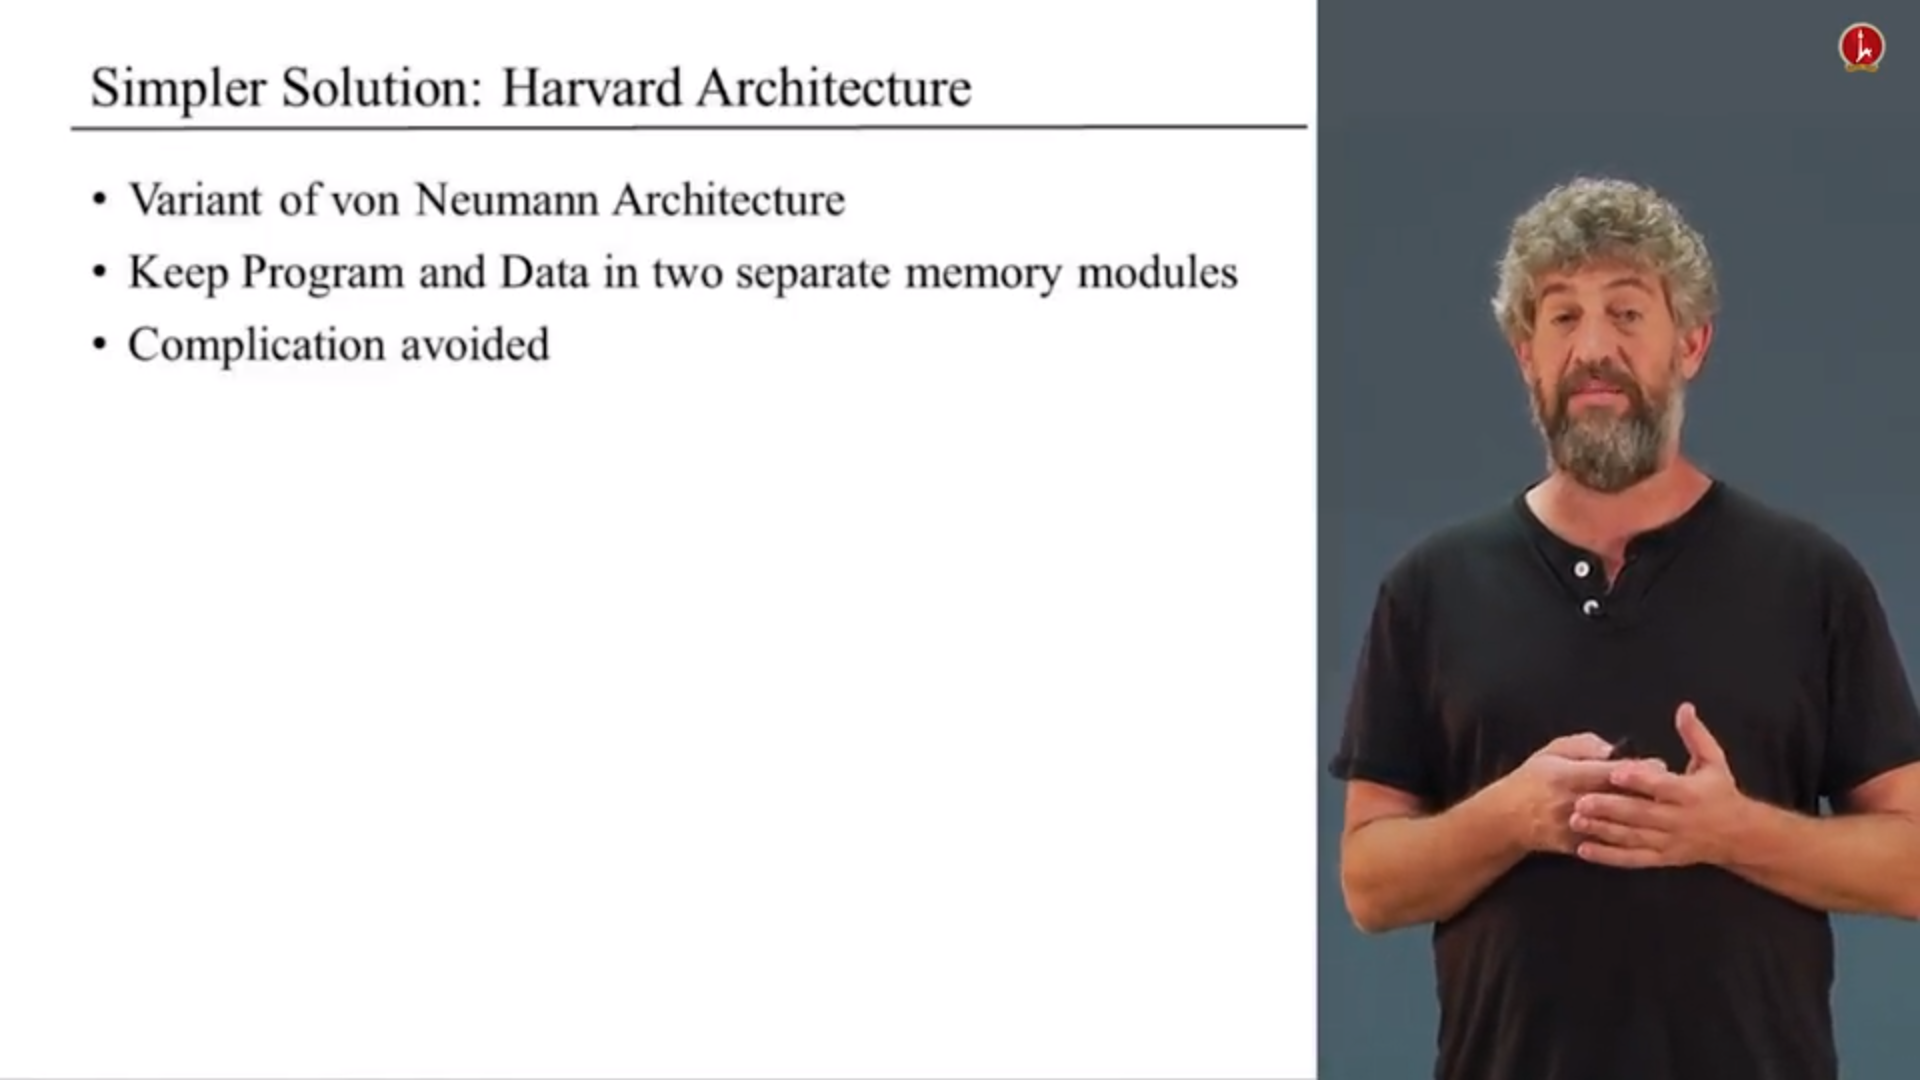 Simpler Solution: Harvard Architecture
• Variant of von Neumann Architecture
• Keep Program and Data in two separate memory modules
• Complication avoided